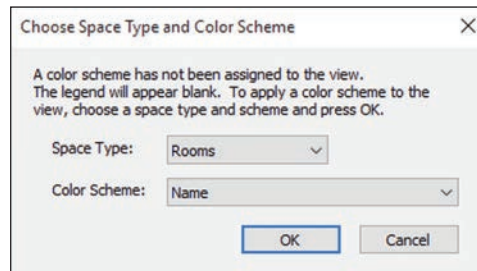 Choose Space Type and Color Scheme
A color scheme has not been assigned to the view.
The legend will appear blank. To apply a color scheme to the
view, choose a space type and scheme and press OK.
Space Type: Rooms
Color Scheme: Name
OK Cancel